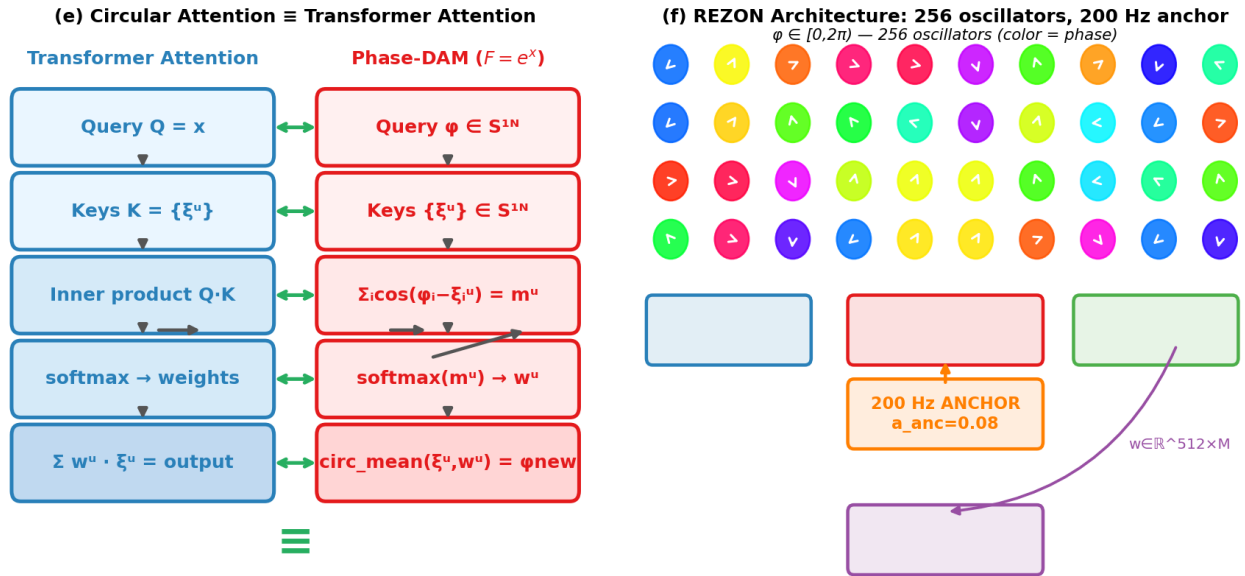 (e) Circular Attention ≡ Transformer Attention
Transformer Attention
Phase-DAM (F = eˣ)
Query Q = x
Query φ ∈ S¹ᴺ
Keys K = {ξᵘ}
Keys {ξᵘ} ∈ S¹ᴺ
Inner product Q·K
Σᵢcos(φᵢ−ξᵢᵘ) = mᵘ
softmax → weights
softmax(mᵘ) → wᵘ
Σ wᵘ · ξᵘ = output
circ_mean(ξᵘ,wᵘ) = φnew
≡
(f) REZON Architecture: 256 oscillators, 200 Hz anchor
φ ∈ [0,2π) — 256 oscillators (color = phase)
200 Hz ANCHOR
a_anc=0.08
w∈ℝ^512×M